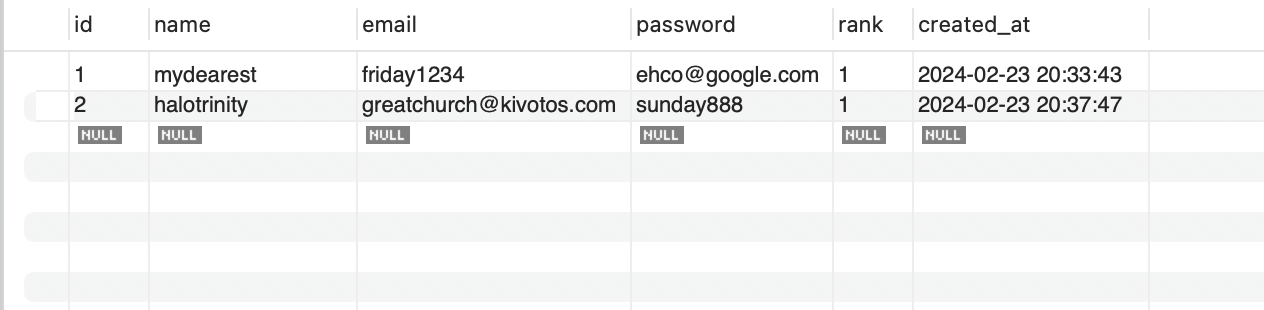 id name email password rank created_at
1 mydearest friday1234 ehco@google.com 1 2024-02-23 20:33:43
2 halotrinity greatchurch@kivotos.com sunday888 1 2024-02-23 20:37:47
NULL NULL NULL NULL NULL NULL